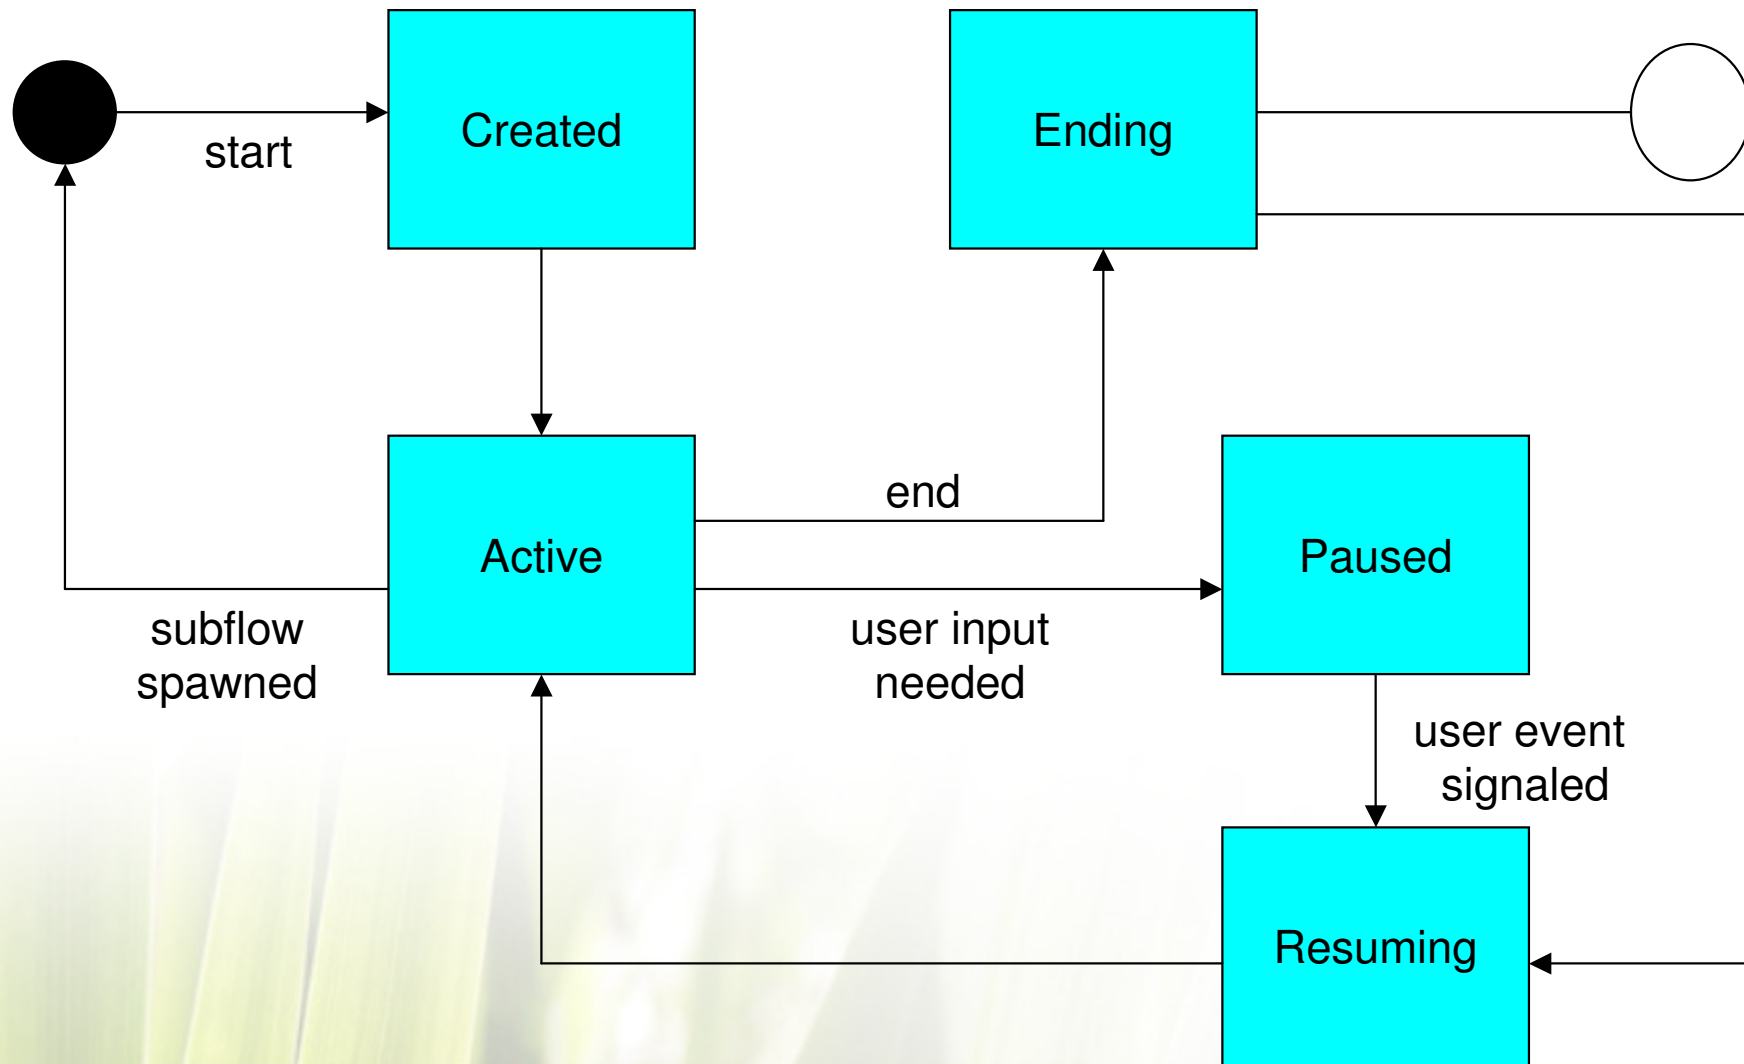 Created
Ending
start
end
Active
Paused
subflow
spawned
user input
needed
user event
signaled
Resuming